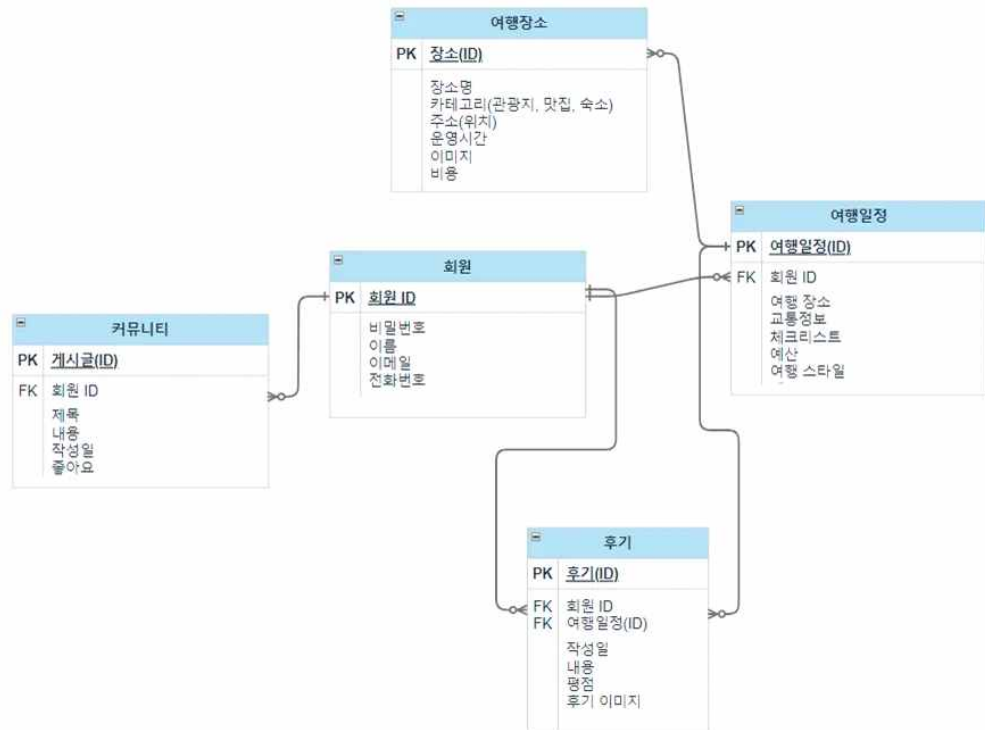 여행장소
PK 장소(ID)
장소명
카테고리(관광지, 맛집, 숙소)
주소(위치)
운영시간
이미지
비용
여행일정
PK 여행일정(ID)
FK 회원 ID
여행 장소
교통정보
체크리스트
예산
여행 스타일
회원
PK 회원 ID
비밀번호
이름
이메일
전화번호
커뮤니티
PK 게시글(ID)
FK 회원 ID
제목
내용
작성일
좋아요
후기
PK 후기(ID)
FK 회원 ID
FK 여행일정(ID)
작성일
내용
평점
후기 이미지